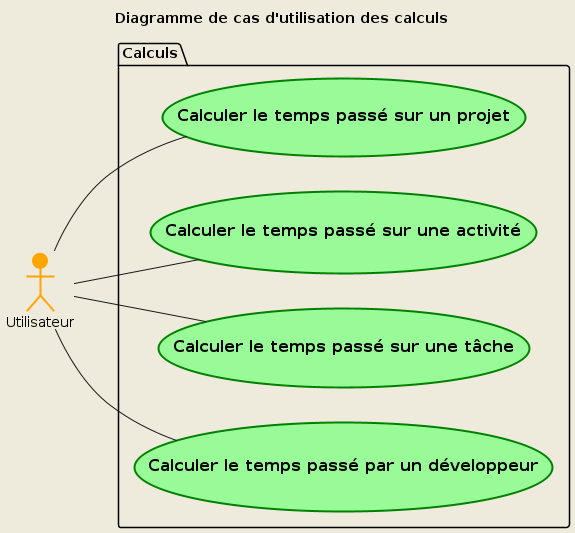 Diagramme de cas d'utilisation des calculs
Calculs
Calculer le temps passé sur un projet
Calculer le temps passé sur une activité
Utilisateur
Calculer le temps passé sur une tâche
Calculer le temps passé par un développeur